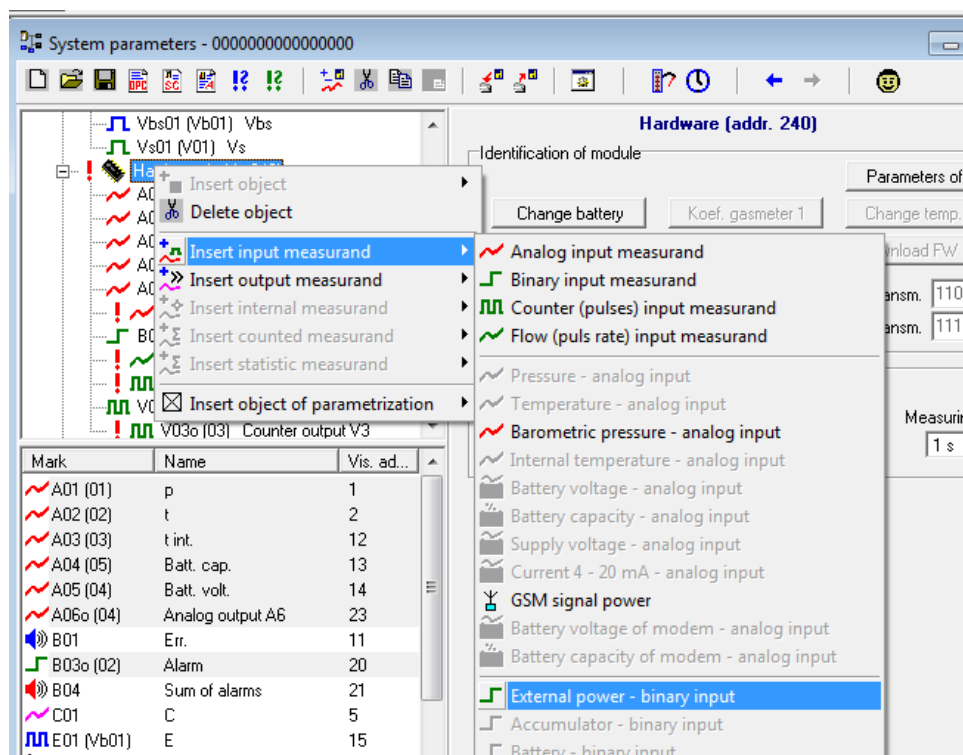 System parameters - 0000000000000000
Vbs01 (Vb01) Vbs
Vs01 (V01) Vs
Hardware (addr. 240)
Identification of module
Parameters of
Change battery
Koef. gasmeter 1
Change temp.
Insert object
Delete object
Insert input measurand
Insert output measurand
Insert internal measurand
Insert counted measurand
Insert statistic measurand
Insert object of parametrization
V03o (03) Counter output V3
Analog input measurand
Binary input measurand
Counter (pulses) input measurand
Flow (puls rate) input measurand
Pressure - analog input
Temperature - analog input
Barometric pressure - analog input
Internal temperature - analog input
Battery voltage - analog input
Battery capacity - analog input
Supply voltage - analog input
Current 4 - 20 mA - analog input
GSM signal power
Battery voltage of modem - analog input
Battery capacity of modem - analog input
External power - binary input
Accumulator - binary input
Battery - binary input
FW
110
111
1 s
Mark Name Vis. ad...
A01 (01) p 1
A02 (02) t 2
A03 (03) t int. 12
A04 (05) Batt. cap. 13
A05 (04) Batt. volt. 14
A06o (04) Analog output A6 23
B01 Err. 11
B03o (02) Alarm 20
B04 Sum of alarms 21
C01 C 5
E01 (Vb01) E 15